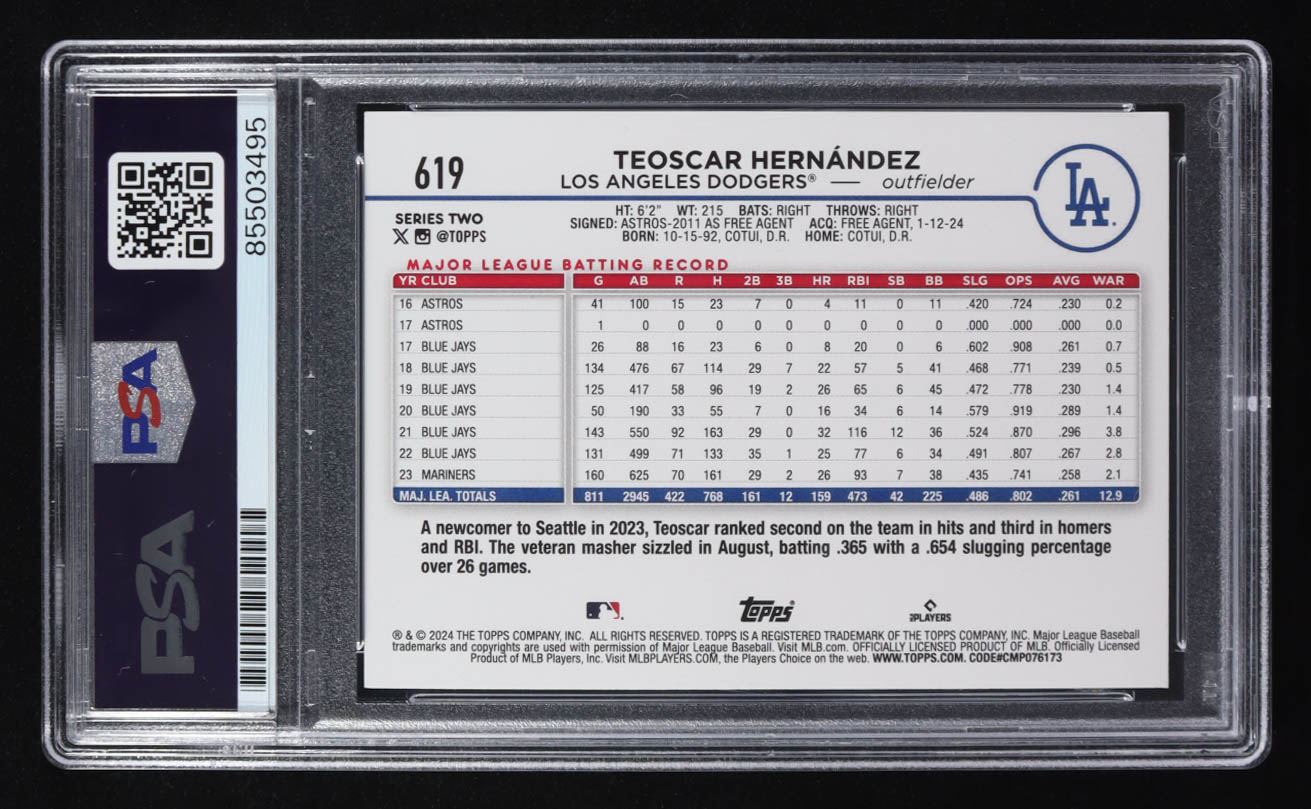 85503495
PSA
PSA
619
TEOSCAR HERNÁNDEZ
LOS ANGELES DODGERS® — outfielder
LA
SERIES TWO
@TOPPS
HT: 6'2" WT: 215 BATS: RIGHT THROWS: RIGHT
SIGNED: ASTROS-2011 AS FREE AGENT ACQ: FREE AGENT, 1-12-24
BORN: 10-15-92, COTUI, D.R. HOME: COTUI, D.R.
MAJOR LEAGUE BATTING RECORD
YR CLUB G AB R H 2B 3B HR RBI SB BB SLG OPS AVG WAR
16 ASTROS 41 100 15 23 7 0 4 11 0 11 .420 .724 .230 0.2
17 ASTROS 1 0 0 0 0 0 0 0 0 0 .000 .000 .000 0.0
17 BLUE JAYS 26 88 16 23 6 0 8 20 0 6 .602 .908 .261 0.7
18 BLUE JAYS 134 476 67 114 29 7 22 57 5 41 .468 .771 .239 0.5
19 BLUE JAYS 125 417 58 96 19 2 26 65 6 45 .472 .778 .230 1.4
20 BLUE JAYS 50 190 33 55 7 0 16 34 6 14 .579 .919 .289 1.4
21 BLUE JAYS 143 550 92 163 29 0 32 116 12 36 .524 .870 .296 3.8
22 BLUE JAYS 131 499 71 133 35 1 25 77 6 34 .491 .807 .267 2.8
23 MARINERS 160 625 70 161 29 2 26 93 7 38 .435 .741 .258 2.1
MAJ. LEA. TOTALS 811 2945 422 768 161 12 159 473 42 225 .486 .802 .261 12.9
A newcomer to Seattle in 2023, Teoscar ranked second on the team in hits and third in homers
and RBI. The veteran masher sizzled in August, batting .365 with a .654 slugging percentage
over 26 games.
Topps®
PLAYERS
® & © 2024 THE TOPPS COMPANY, INC. ALL RIGHTS RESERVED. TOPPS IS A REGISTERED TRADEMARK OF THE TOPPS COMPANY, INC. Major League Baseball
trademarks and copyrights are used with permission of Major League Baseball. Visit MLB.com. OFFICIALLY LICENSED PRODUCT OF MLB. Officially Licensed
Product of MLB Players, Inc. Visit MLBPLAYERS.COM, the Players Choice on the web. WWW.TOPPS.COM. CODE#CMP076173